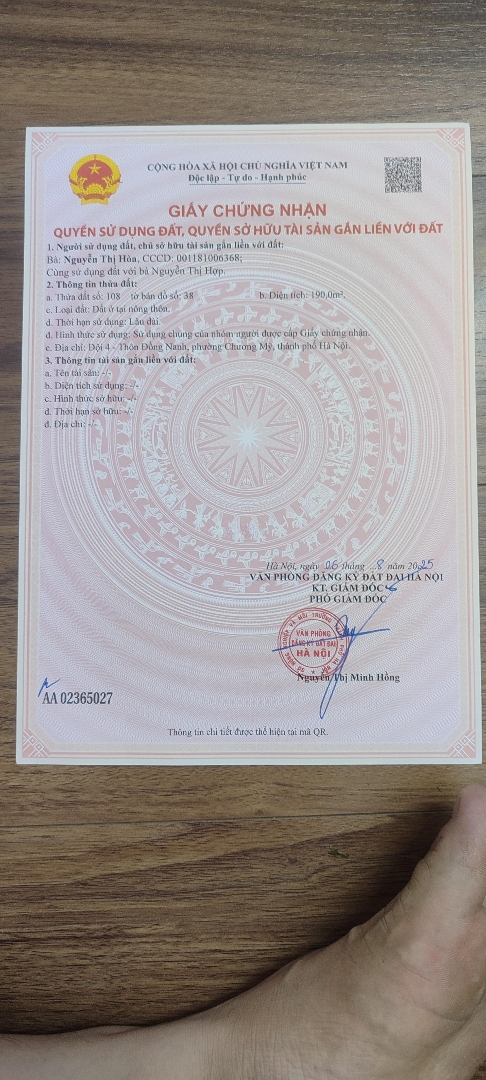 CỘNG HÒA XÃ HỘI CHỦ NGHĨA VIỆT NAM
Độc lập - Tự do - Hạnh phúc
GIẤY CHỨNG NHẬN
QUYỀN SỬ DỤNG ĐẤT, QUYỀN SỞ HỮU TÀI SẢN GẮN LIỀN VỚI ĐẤT
1. Người sử dụng đất, chủ sở hữu tài sản gắn liền với đất:
Bà: Nguyễn Thị Hòa, CCCD: 001181006368;
Cùng sử dụng đất với bà Nguyễn Thị Hợp.
2. Thông tin thửa đất:
a. Thửa đất số: 108 tờ bản đồ số: 38 b. Diện tích: 190,0m².
c. Loại đất: Đất ở tại nông thôn.
d. Thời hạn sử dụng: Lâu dài.
đ. Hình thức sử dụng: Sử dụng chung của nhóm người được cấp Giấy chứng nhận.
e. Địa chỉ: Đội 4 - Thôn Đồng Nanh, phường Chương Mỹ, thành phố Hà Nội.
3. Thông tin tài sản gắn liền với đất:
a. Tên tài sản: -/-
b. Diện tích sử dụng: -/-
c. Hình thức sở hữu: -/-
d. Thời hạn sở hữu: -/-
đ. Địa chỉ: -/-
Hà Nội, ngày 06 tháng 8 năm 2025
VĂN PHÒNG ĐĂNG KÝ ĐẤT ĐAI HÀ NỘI
KT. GIÁM ĐỐC
PHÓ GIÁM ĐỐC
VĂN PHÒNG
ĐĂNG KÝ ĐẤT ĐAI
HÀ NỘI
Nguyễn Thị Minh Hồng
AA 02365027
Thông tin chi tiết được thể hiện tại mã QR.